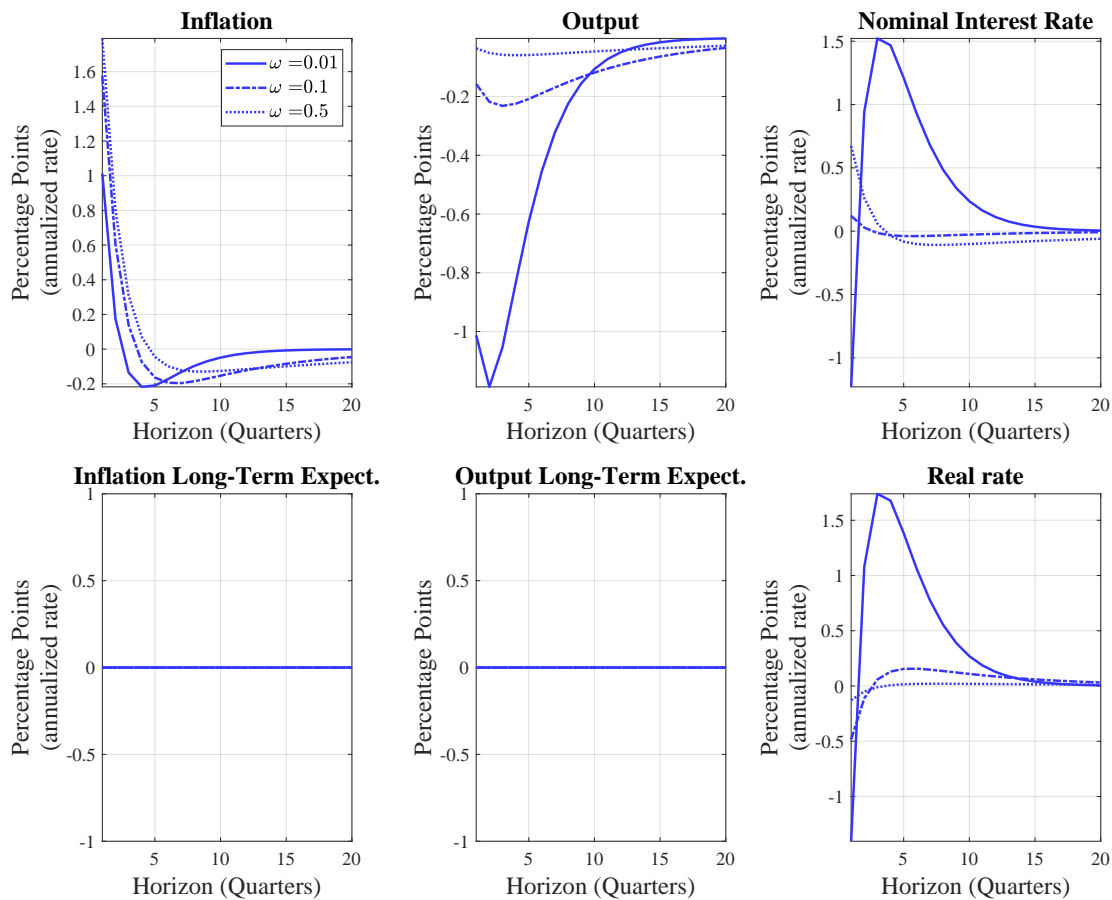 Inflation
Output
Nominal Interest Rate
ω =0.01
ω =0.1
ω =0.5
1.6
1.4
1.2
1
0.8
0.6
0.4
0.2
0
-0.2
5
10
15
20
Horizon (Quarters)
Percentage Points
(annualized rate)
-0.2
-0.4
-0.6
-0.8
-1
5
10
15
20
Horizon (Quarters)
Percentage Points
1.5
1
0.5
0
-0.5
-1
5
10
15
20
Horizon (Quarters)
Percentage Points
(annualized rate)
Inflation Long-Term Expect.
Output Long-Term Expect.
Real rate
1
0.5
0
-0.5
-1
5
10
15
20
Horizon (Quarters)
Percentage Points
(annualized rate)
1
0.5
0
-0.5
-1
5
10
15
20
Horizon (Quarters)
Percentage Points
1.5
1
0.5
0
-0.5
-1
5
10
15
20
Horizon (Quarters)
Percentage Points
(annualized rate)